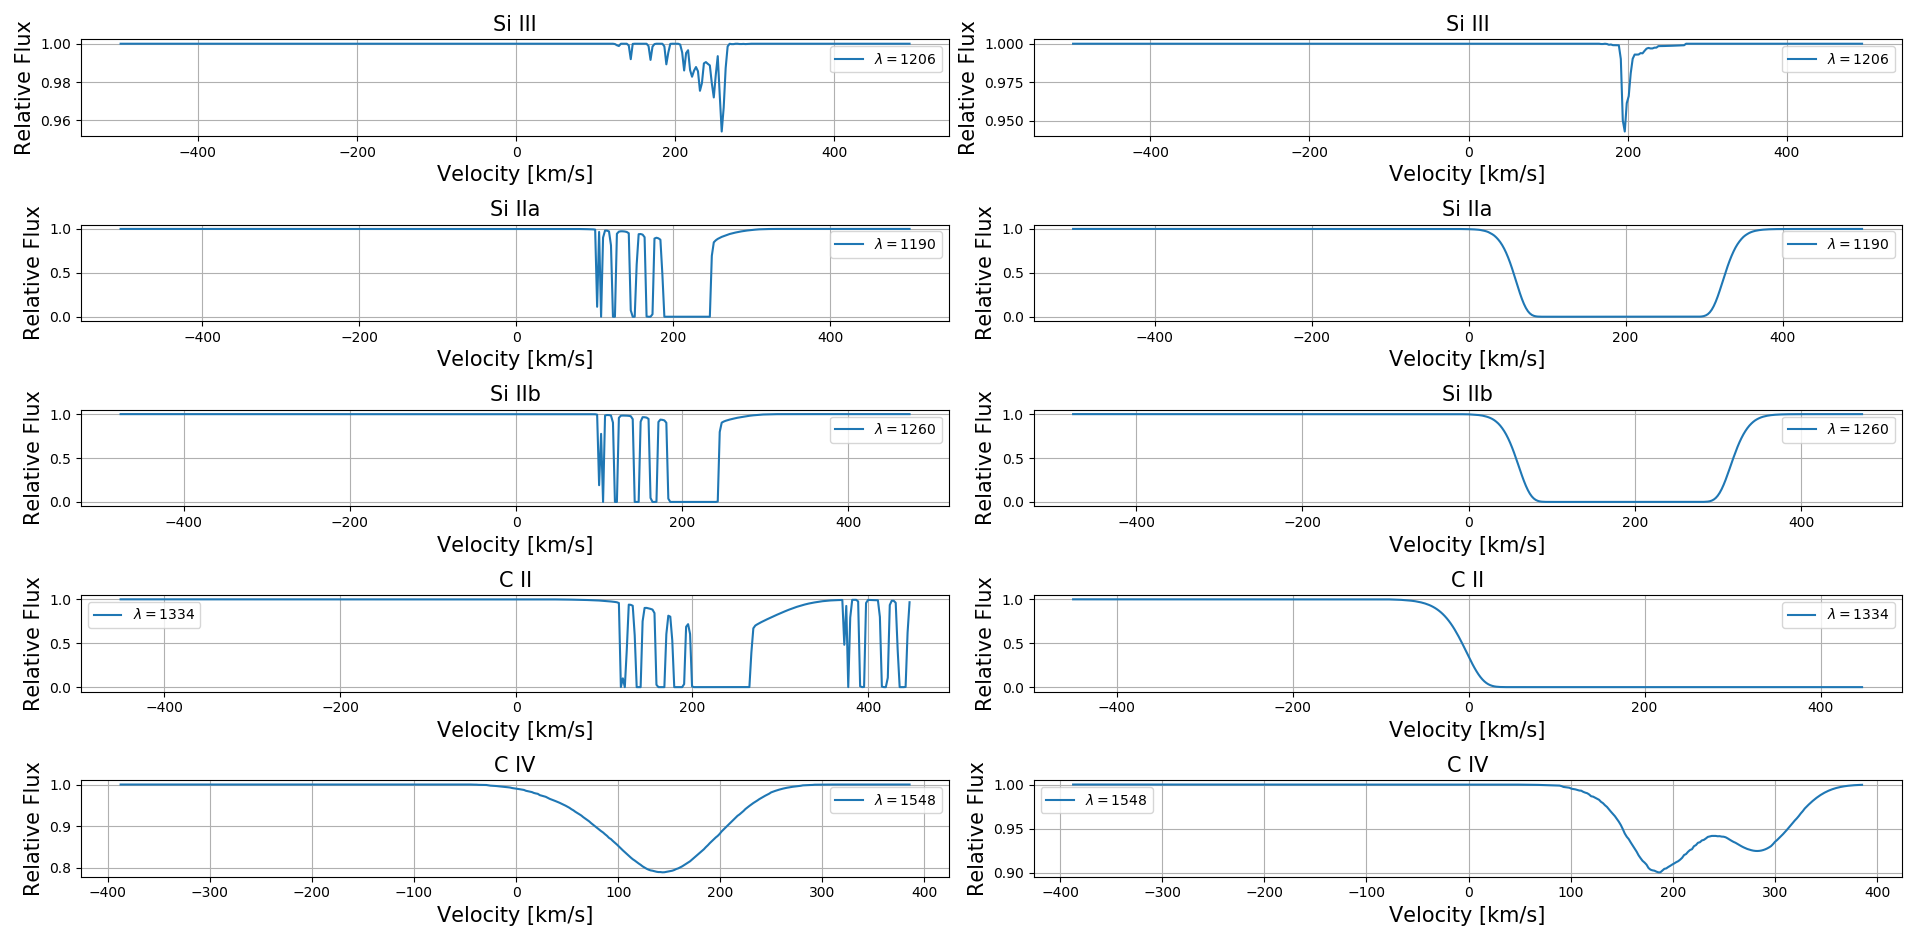 Si III
Relative Flux
1.00
0.98
0.96
λ = 1206
−400 −200 0 200 400
Velocity [km/s]
Si III
Relative Flux
1.000
0.975
0.950
λ = 1206
−400 −200 0 200 400
Velocity [km/s]
Si IIa
Relative Flux
1.0
0.5
0.0
λ = 1190
−400 −200 0 200 400
Velocity [km/s]
Si IIa
Relative Flux
1.0
0.5
0.0
λ = 1190
−400 −200 0 200 400
Velocity [km/s]
Si IIb
Relative Flux
1.0
0.5
0.0
λ = 1260
−400 −200 0 200 400
Velocity [km/s]
Si IIb
Relative Flux
1.0
0.5
0.0
λ = 1260
−400 −200 0 200 400
Velocity [km/s]
C II
Relative Flux
1.0
0.5
0.0
λ = 1334
−400 −200 0 200 400
Velocity [km/s]
C II
Relative Flux
1.0
0.5
0.0
λ = 1334
−400 −200 0 200 400
Velocity [km/s]
C IV
Relative Flux
1.0
0.9
0.8
λ = 1548
−400 −300 −200 −100 0 100 200 300 400
Velocity [km/s]
C IV
Relative Flux
1.00
0.95
0.90
λ = 1548
−400 −300 −200 −100 0 100 200 300 400
Velocity [km/s]